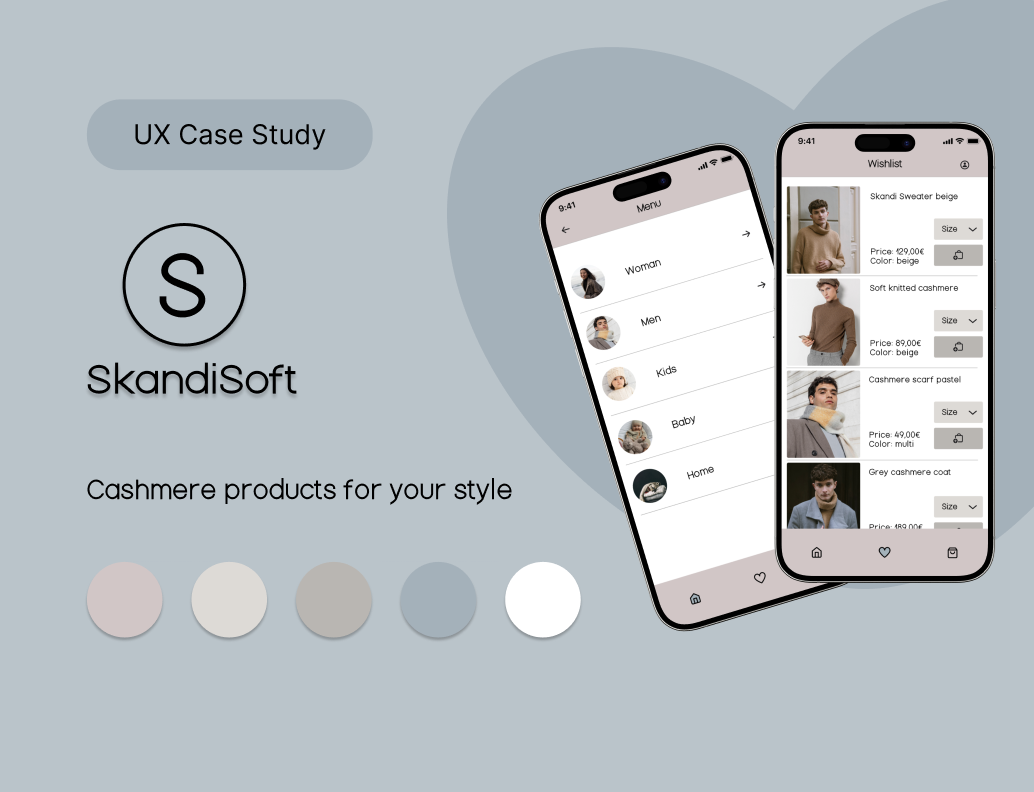 UX Case Study
S
SkandiSoft
Cashmere products for your style
9:41
Menu
Woman
Men
Kids
Baby
Home
9:41
Wishlist
Skandi Sweater beige
Size
Price: 129,00€
Color: beige
Soft knitted cashmere
Size
Price: 89,00€
Color: beige
Cashmere scarf pastel
Size
Price: 49,00€
Color: multi
Grey cashmere coat
Size
Price: 189,00€